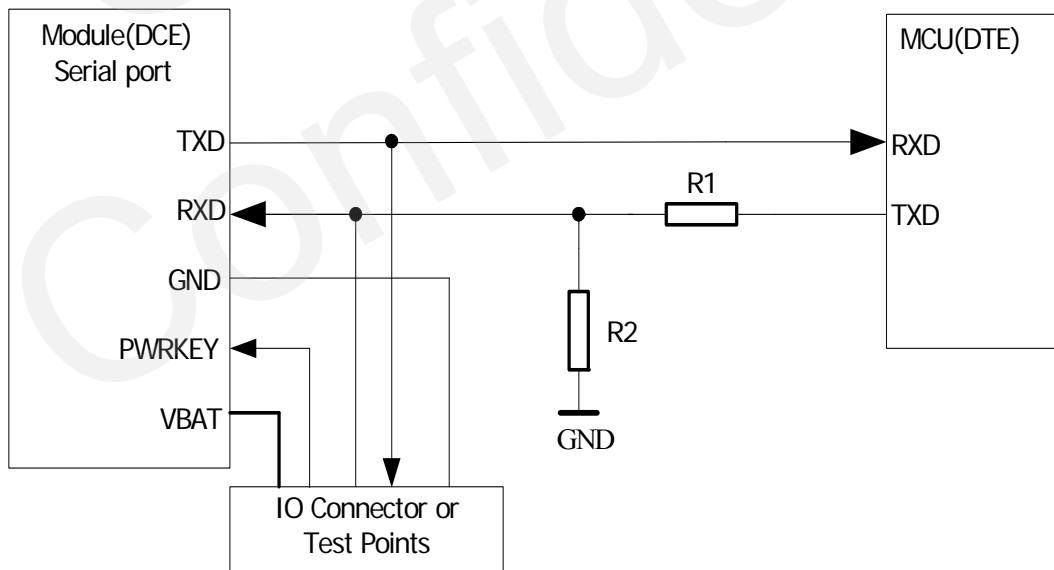 Module(DCE)
Serial port
MCU(DTE)
TXD
RXD
R1
RXD
TXD
GND
R2
PWRKEY
VBAT
GND
IO Connector or
Test Points